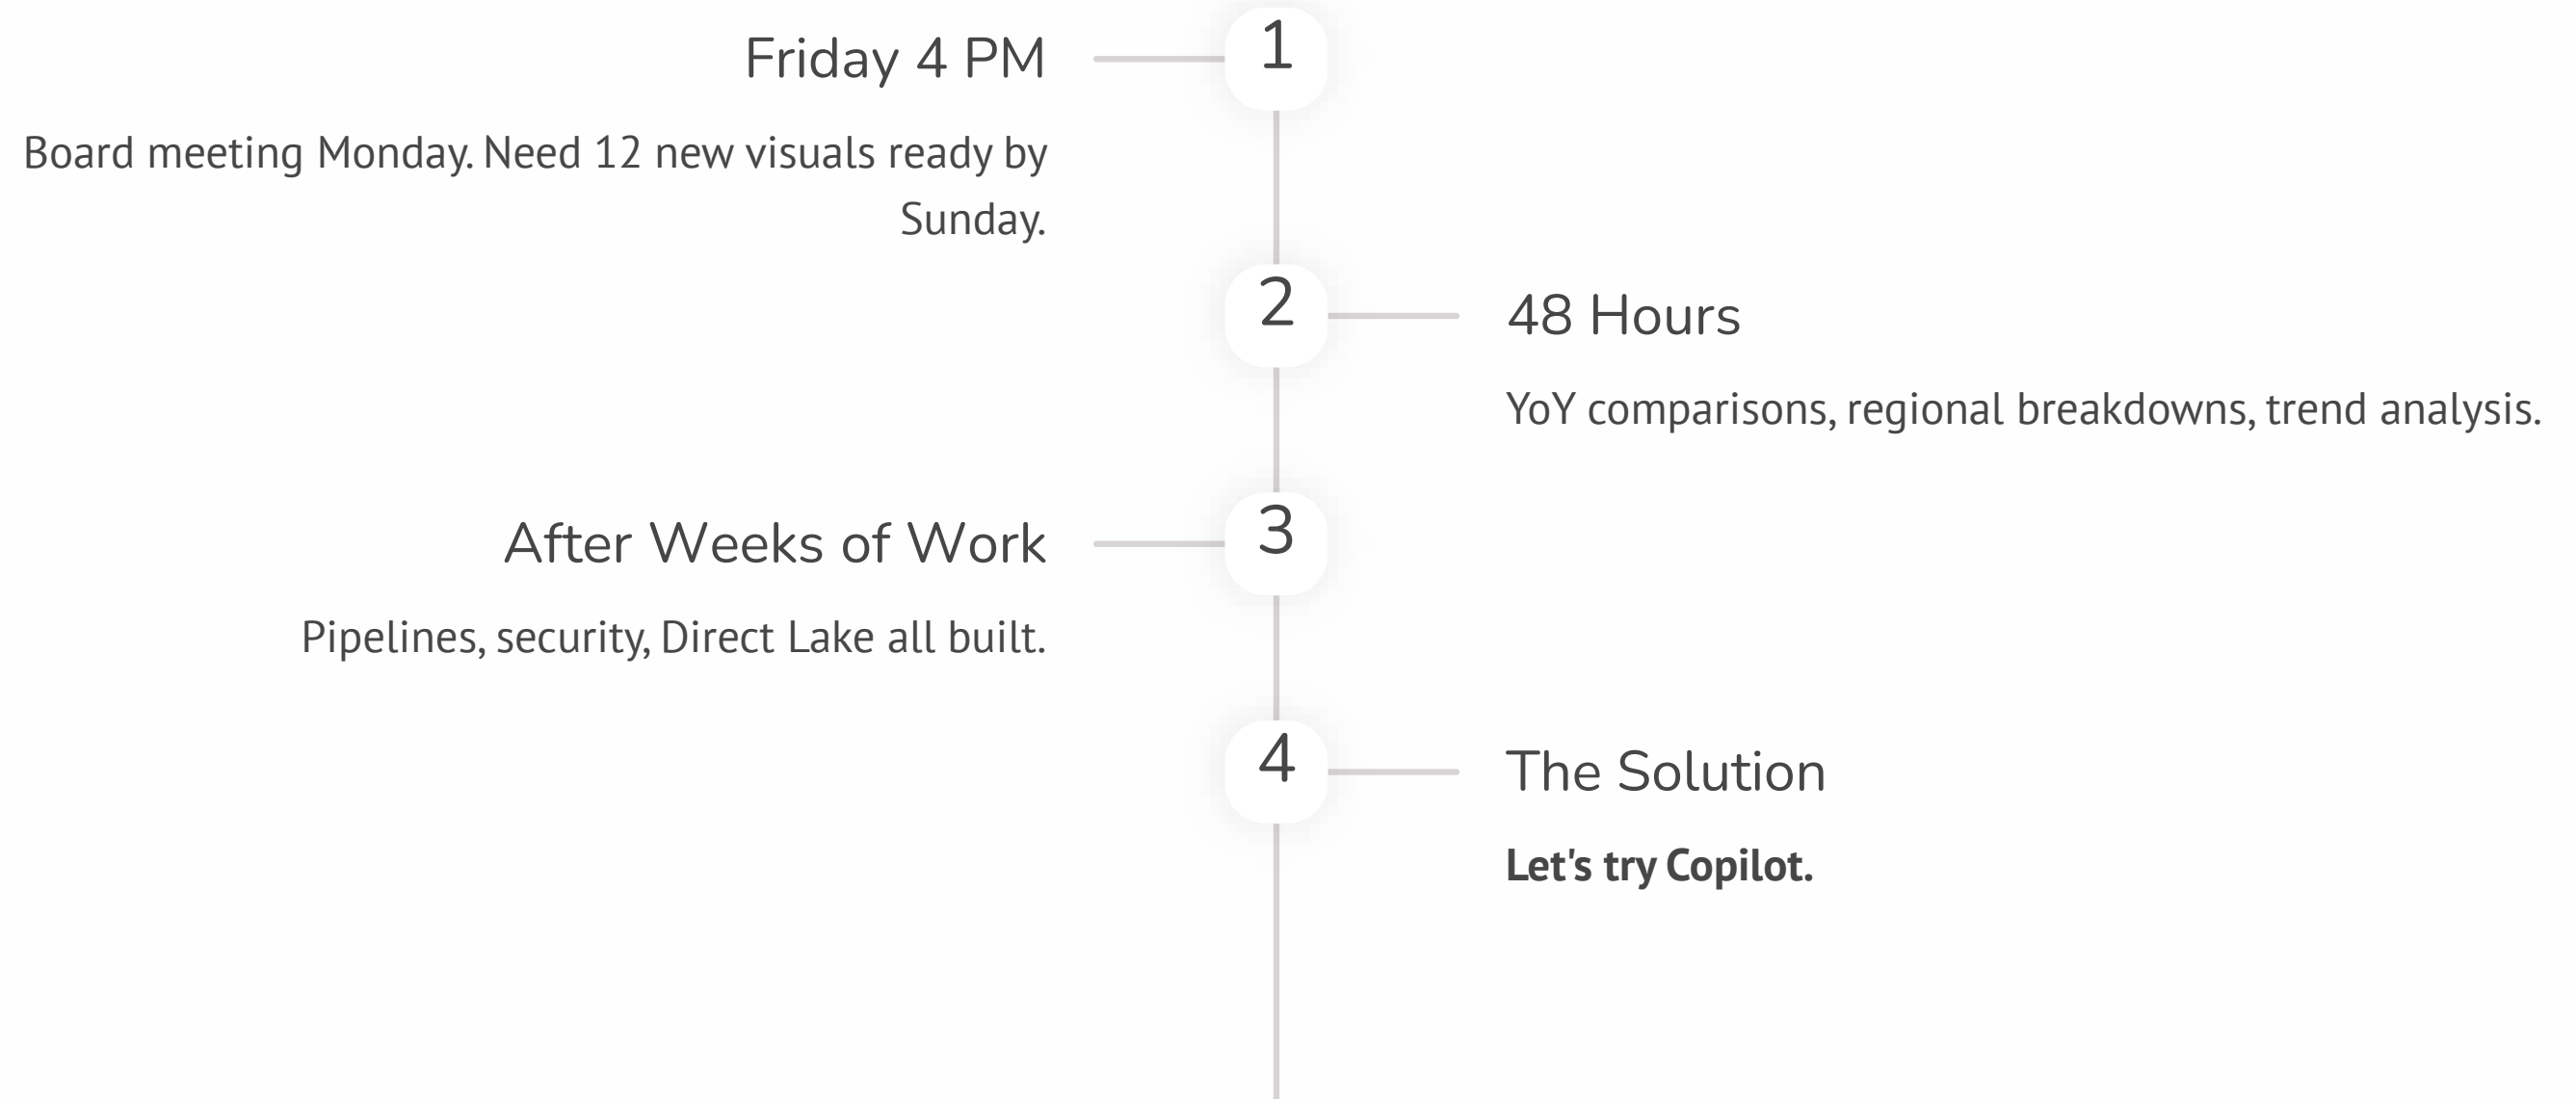 1
Friday 4 PM
Board meeting Monday. Need 12 new visuals ready by
Sunday.
2
48 Hours
YoY comparisons, regional breakdowns, trend analysis.
3
After Weeks of Work
Pipelines, security, Direct Lake all built.
4
The Solution
Let's try Copilot.